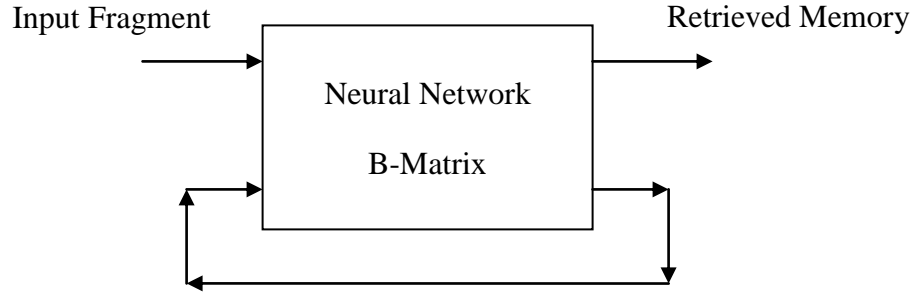 Input Fragment
Retrieved Memory
Neural Network
B-Matrix